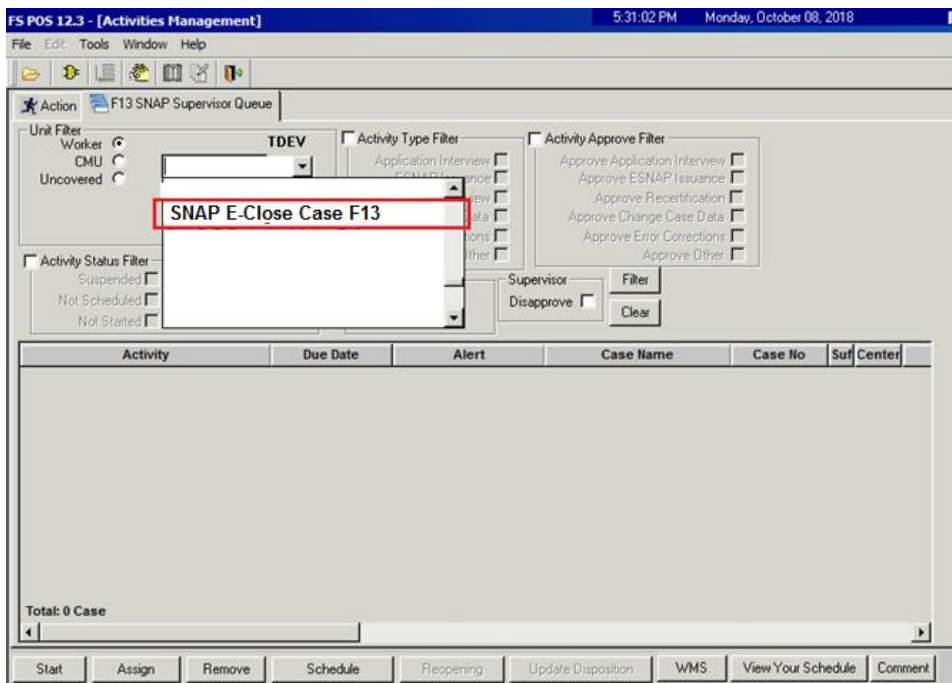 FS POS 12.3 - [Activities Management] 5:31:02 PM Monday, October 08, 2018
File Edit Tools Window Help
Action F13 SNAP Supervisor Queue
Unit Filter
Worker TDEV
CMU
Uncovered
SNAP E-Close Case F13
Activity Type Filter
Application Interview
Activity Approve Filter
Approve Application Interview
Approve ESNAP Issuance
Approve Recertification
Approve Change Case Data
Approve Error Corrections
Approve Other
Activity Status Filter
Suspended
Not Scheduled
Not Started
Supervisor
Disapprove
Filter
Clear
Activity Due Date Alert Case Name Case No Suf Center
Total: 0 Case
Start Assign Remove Schedule Reopening Update Disposition WMS View Your Schedule Comment